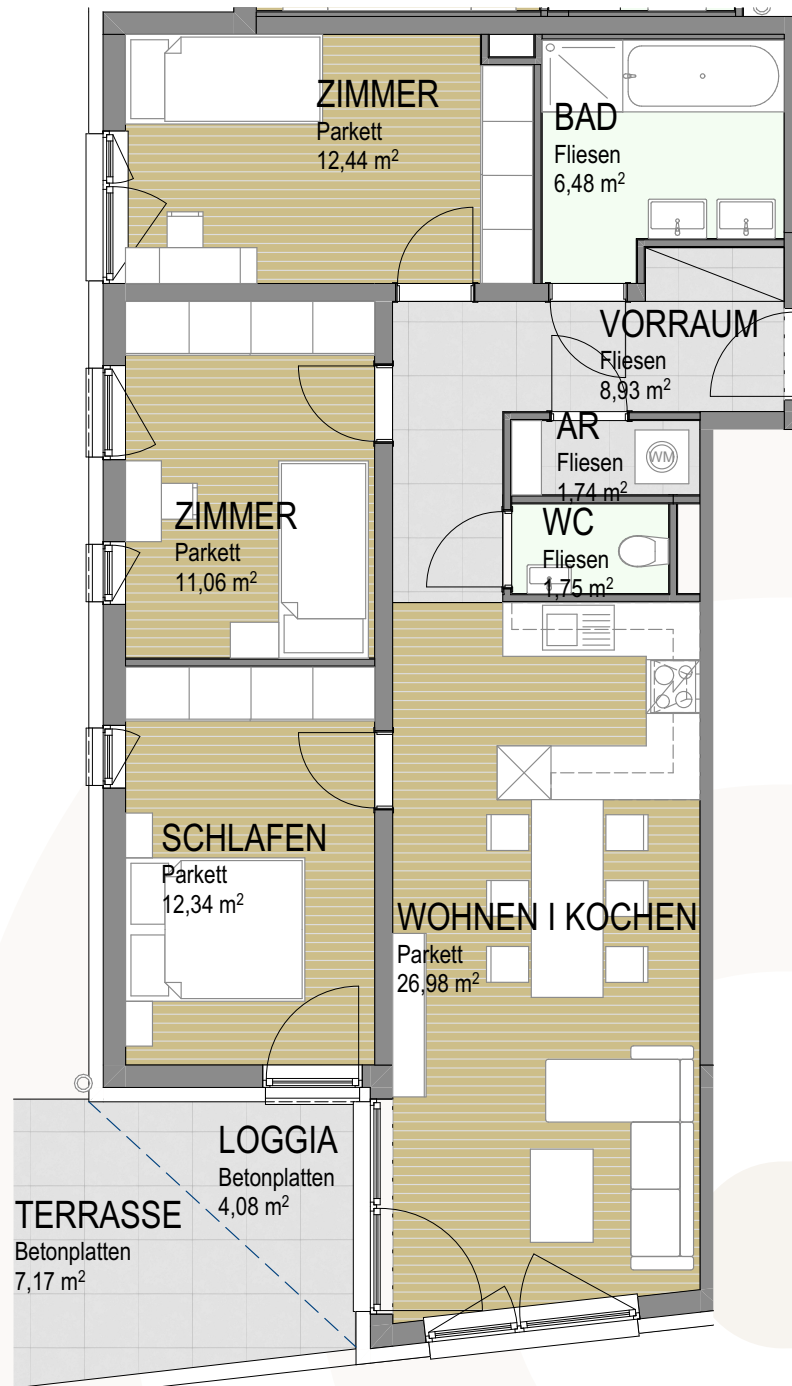 ZIMMER
Parkett
12,44 m²
BAD
Fliesen
6,48 m²
VORRAUM
Fliesen
8,93 m²
AR
Fliesen
1,74 m²
WM
WC
Fliesen
1,75 m²
ZIMMER
Parkett
11,06 m²
SCHLAFEN
Parkett
12,34 m²
WOHNEN I KOCHEN
Parkett
26,98 m²
LOGGIA
Betonplatten
4,08 m²
TERRASSE
Betonplatten
7,17 m²